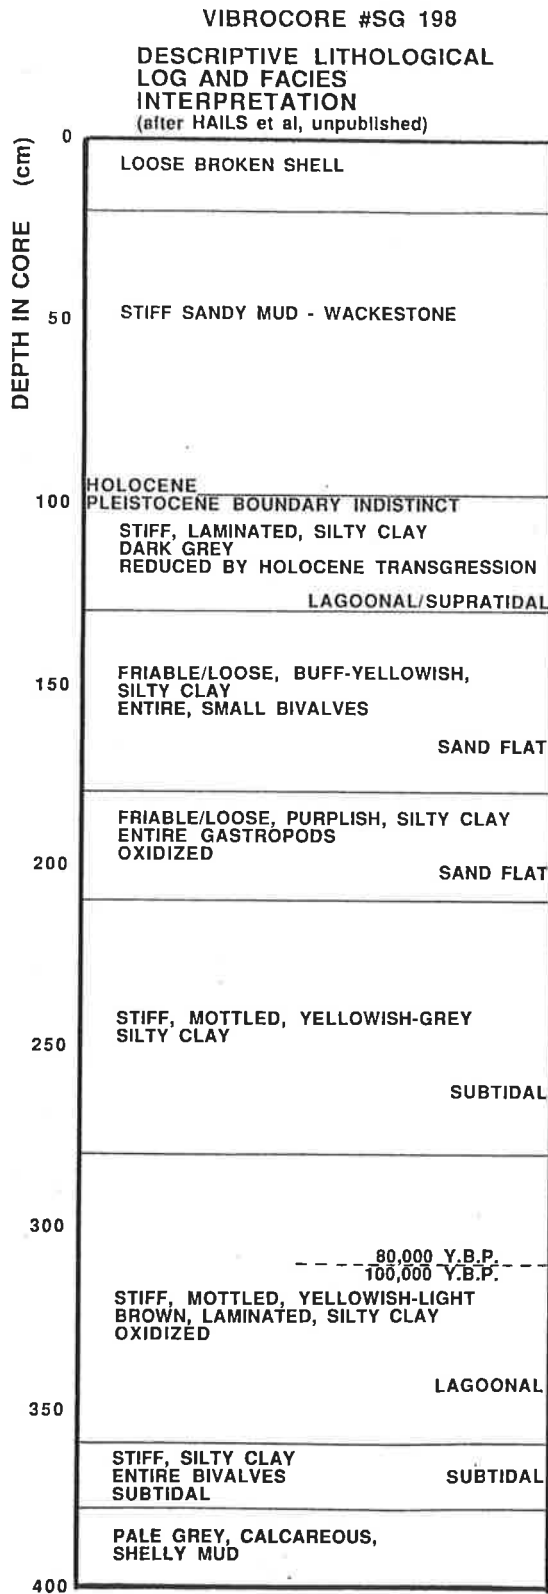 VIBROCORE #SG 198
DESCRIPTIVE LITHOLOGICAL
LOG AND FACIES
INTERPRETATION
(after HAILS et al, unpublished)
DEPTH IN CORE (cm)
0
LOOSE BROKEN SHELL
50
STIFF SANDY MUD - WACKESTONE
HOLOCENE
100
PLEISTOCENE BOUNDARY INDISTINCT
STIFF, LAMINATED, SILTY CLAY
DARK GREY
REDUCED BY HOLOCENE TRANSGRESSION
LAGOONAL/SUPRATIDAL
150
FRIABLE/LOOSE, BUFF-YELLOWISH,
SILTY CLAY
ENTIRE, SMALL BIVALVES
SAND FLAT
FRIABLE/LOOSE, PURPLISH, SILTY CLAY
ENTIRE GASTROPODS
OXIDIZED
200
SAND FLAT
STIFF, MOTTLED, YELLOWISH-GREY
SILTY CLAY
250
SUBTIDAL
300
80,000 Y.B.P.
100,000 Y.B.P.
STIFF, MOTTLED, YELLOWISH-LIGHT
BROWN, LAMINATED, SILTY CLAY
OXIDIZED
LAGOONAL
350
STIFF, SILTY CLAY
ENTIRE BIVALVES SUBTIDAL
SUBTIDAL
PALE GREY, CALCAREOUS,
SHELLY MUD
400